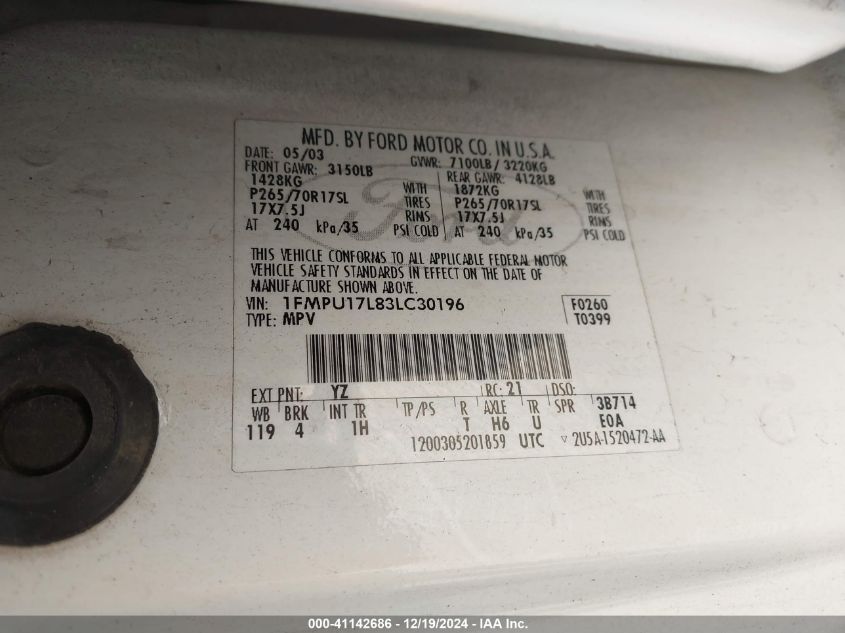 MFD. BY FORD MOTOR CO. IN U.S.A.
DATE: 05/03 GVWR: 7100LB / 3220KG
FRONT GAWR: 3150LB REAR GAWR: 4128LB
1428KG WITH 1872KG WITH
P265/70R17SL TIRES P265/70R17SL TIRES
17X7.5J RIMS 17X7.5J RIMS
AT 240 kPa/35 PSI COLD AT 240 kPa/35 PSI COLD
Ford
THIS VEHICLE CONFORMS TO ALL APPLICABLE FEDERAL MOTOR
VEHICLE SAFETY STANDARDS IN EFFECT ON THE DATE OF
MANUFACTURE SHOWN ABOVE.
VIN: 1FMPU17L83LC30196 F0260
TYPE: MPV T0399
EXT PNT: YZ RC: 21 DSO:
WB BRK INT TR TP/PS R AXLE TR SPR 3B714
119 4 1H T H6 U E0A
1200305201859 UTC ▽ 2U5A-1520472-AA
000-41142686 - 12/19/2024 - IAA Inc.